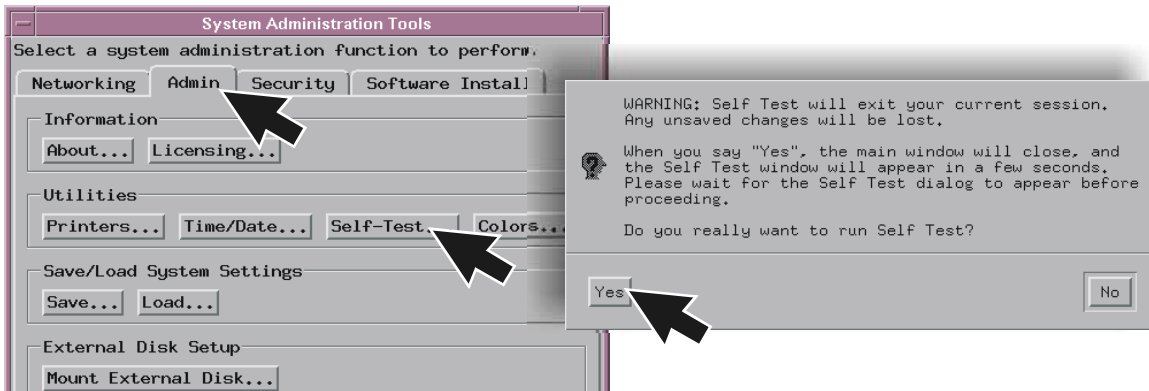 System Administration Tools
Select a system administration function to perform.
Networking Admin Security Software Install
Information
About... Licensing...
Utilities
Printers... Time/Date... Self-Test... Colors...
Save/Load System Settings
Save... Load...
External Disk Setup
Mount External Disk...
WARNING: Self Test will exit your current session.
Any unsaved changes will be lost.
When you say "Yes", the main window will close, and
the Self Test window will appear in a few seconds.
Please wait for the Self Test dialog to appear before
proceeding.
Do you really want to run Self Test?
Yes No